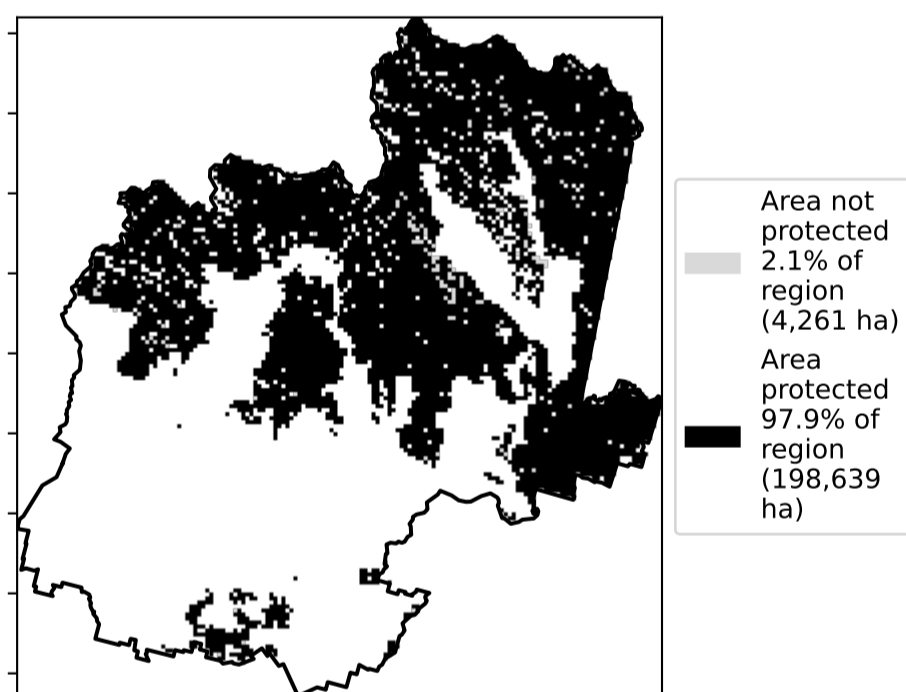 Area not
protected
2.1% of
region
(4,261 ha)
Area
protected
97.9% of
region
(198,639
ha)